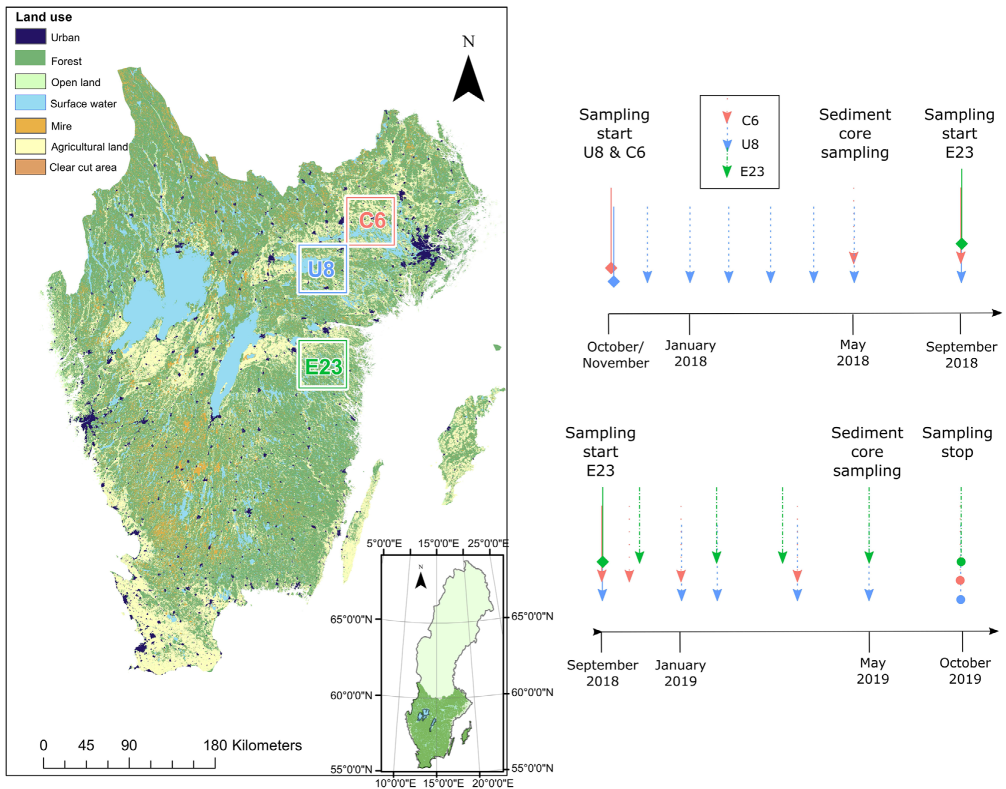 Land use
Urban
Forest
Open land
Surface water
Mire
Agricultural land
Clear cut area
N
C6
U8
E23
0 45 90 180 Kilometers
5°0'0"E 15°0'0"E 25°0'0"E
N
65°0'0"N 65°0'0"N
60°0'0"N 60°0'0"N
55°0'0"N 55°0'0"N
10°0'0"E 15°0'0"E 20°0'0"E
Sampling
start
U8 & C6
C6
U8
E23
Sediment
core
sampling
Sampling
start
E23
October/
November
January
2018
May
2018
September
2018
Sampling
start
E23
Sediment
core
sampling
Sampling
stop
September
2018
January
2019
May
2019
October
2019